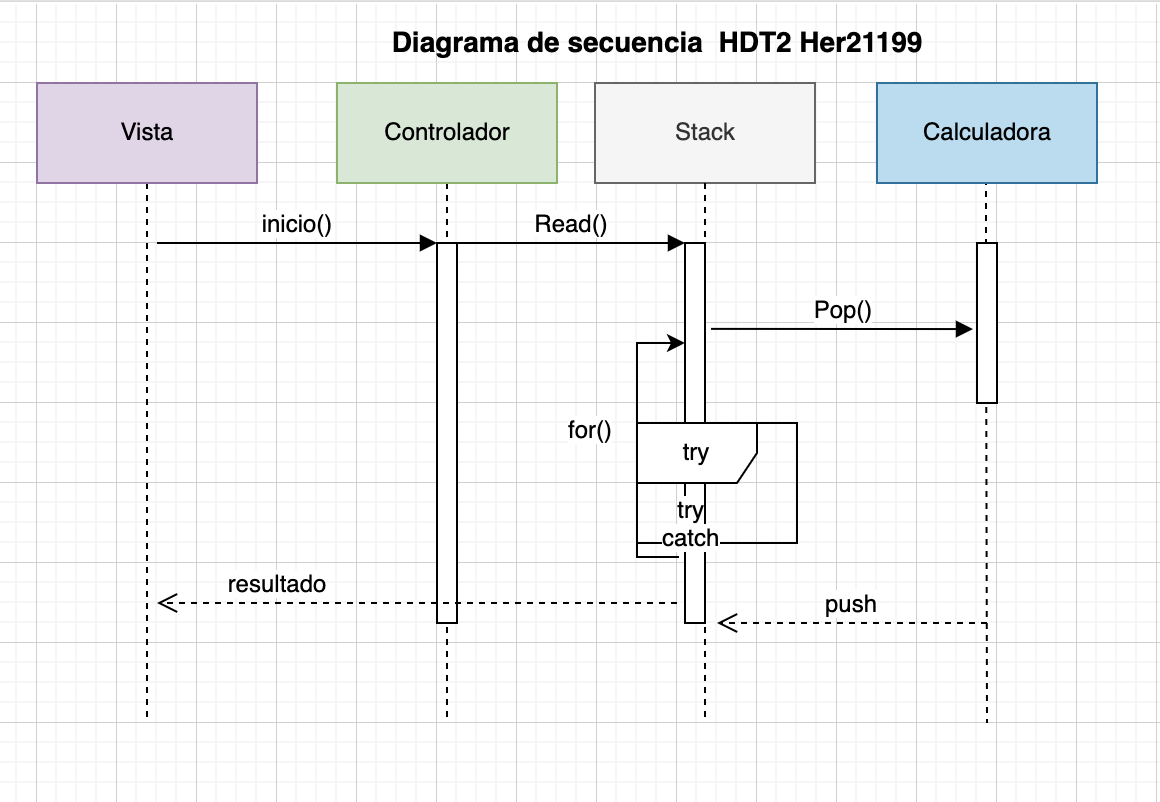 Diagrama de secuencia  HDT2 Her21199
Vista
Controlador
Stack
Calculadora
inicio()
Read()
Pop()
for()
try
try
catch
resultado
push